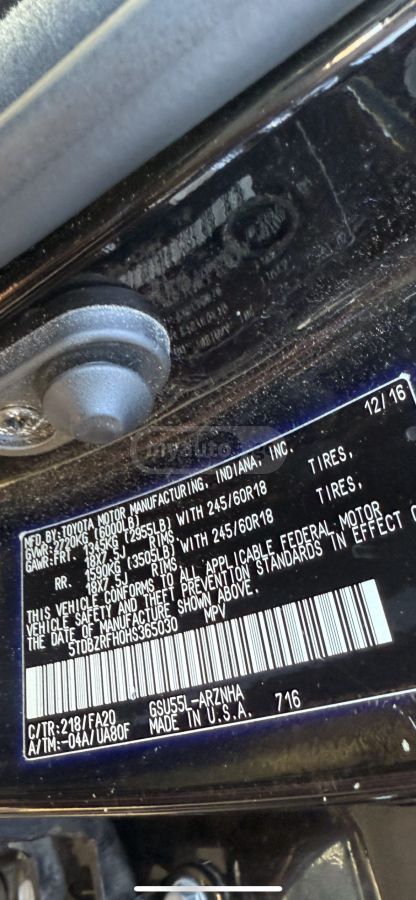 myauto
12/16
MFD.BY:TOYOTA MOTOR MANUFACTURING, INDIANA, INC.
GVWR:2720KG (6000LB)
GAWR:FRT 1345KG (2955LB) WITH 245/60R18 TIRES,
18X7.5J RIMS
RR. 1590KG (3505LB) WITH 245/60R18 TIRES,
18X7.5J RIMS
THIS VEHICLE CONFORMS TO ALL APPLICABLE FEDERAL MOTOR
VEHICLE SAFETY AND THEFT PREVENTION STANDARDS IN EFFECT
THE DATE OF MANUFACTURE SHOWN ABOVE.
5TDBZRFH0HS365030 MPV
C/TR:218/FA20 GSU55L-ARZNHA
A/TM:-04A/UA80F MADE IN U.S.A. 716